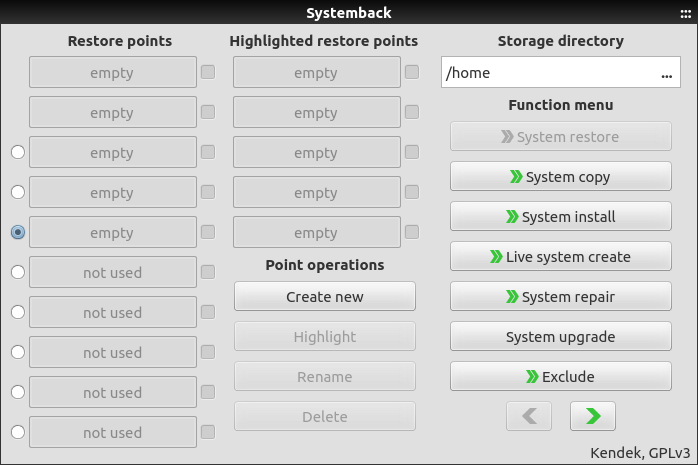 Systemback
Restore points
empty
empty
empty
empty
empty
not used
not used
not used
not used
not used
Highlighted restore points
empty
empty
empty
empty
empty
Point operations
Create new
Highlight
Rename
Delete
Storage directory
/home
...
Function menu
System restore
System copy
System install
Live system create
System repair
System upgrade
Exclude
Kendek, GPLv3